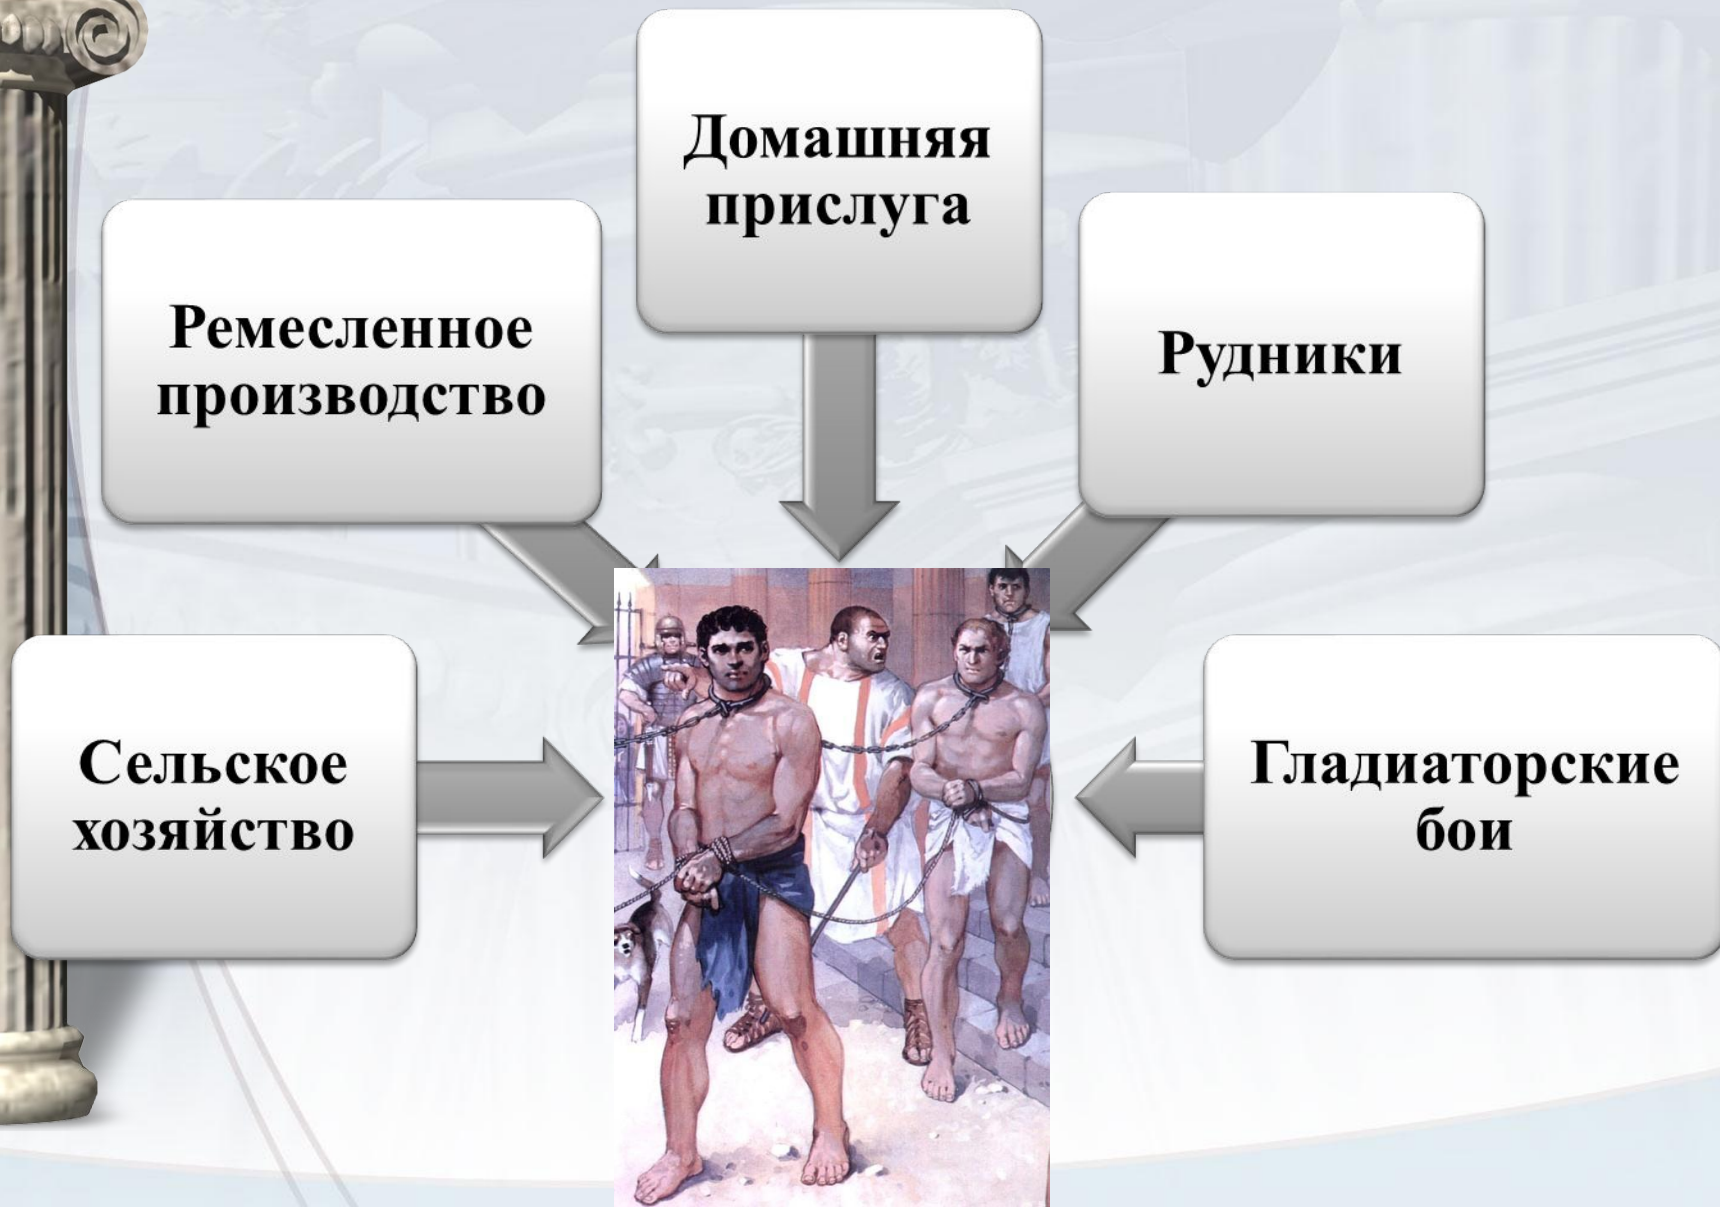 Домашняя
прислуга
Ремесленное
производство
Рудники
Сельское
хозяйство
Гладиаторские
бои